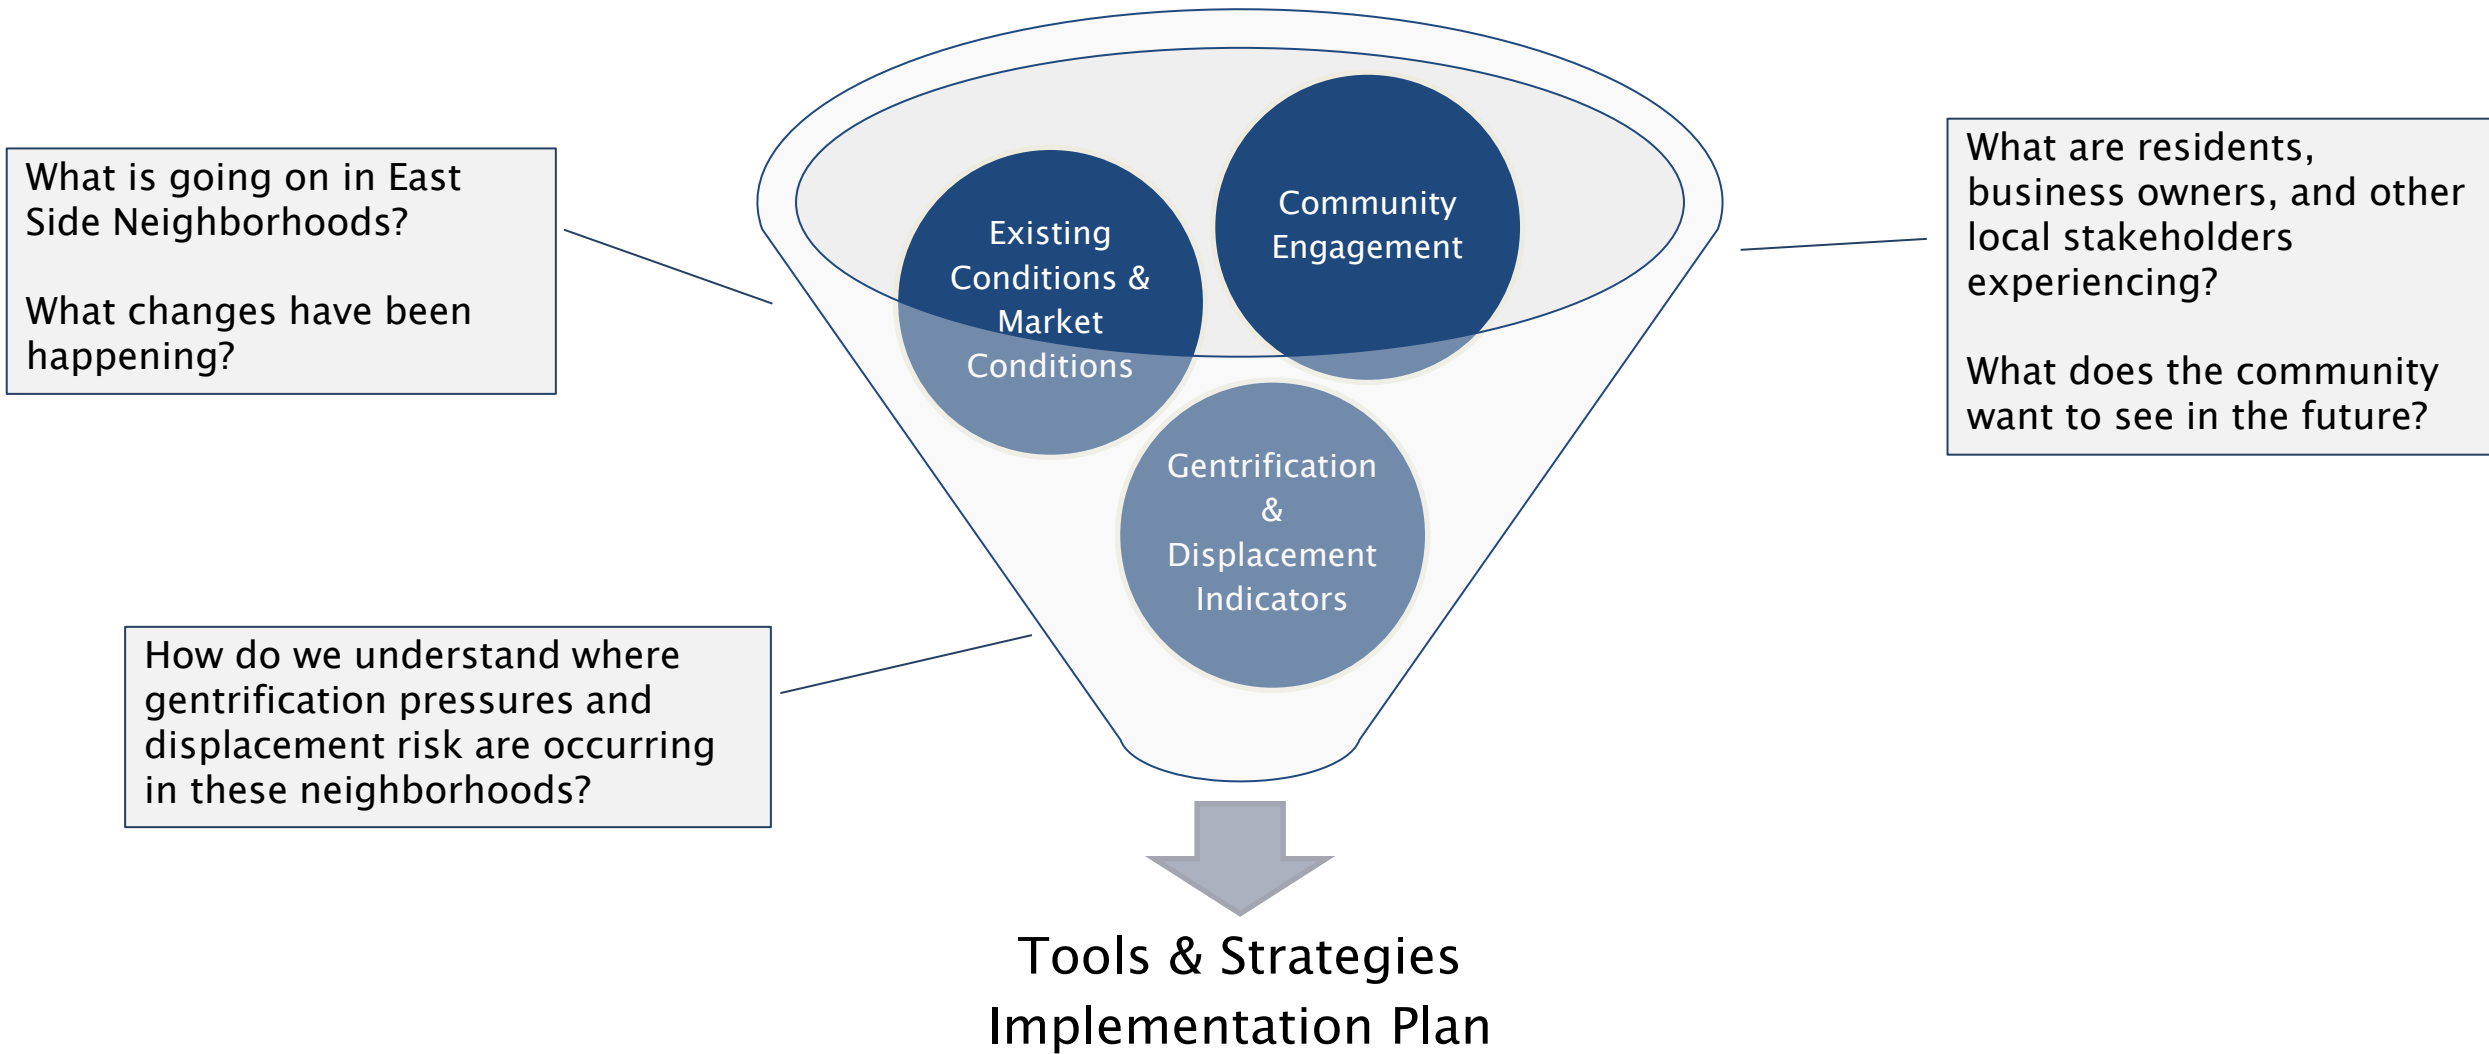 What is going on in East
Side Neighborhoods?
What changes have been
happening?
Existing
Conditions &
Market
Conditions
Community
Engagement
Gentrification
&
Displacement
Indicators
What are residents,
business owners, and other
local stakeholders
experiencing?
What does the community
want to see in the future?
How do we understand where
gentrification pressures and
displacement risk are occurring
in these neighborhoods?
Tools & Strategies
Implementation Plan